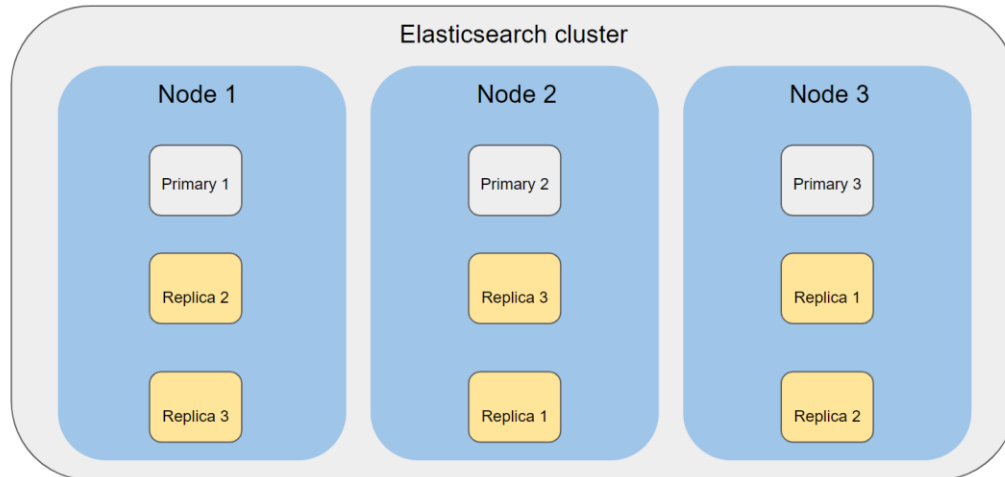 Elasticsearch cluster
Node 1
Node 2
Node 3
Primary 1
Primary 2
Primary 3
Replica 2
Replica 3
Replica 1
Replica 3
Replica 1
Replica 2